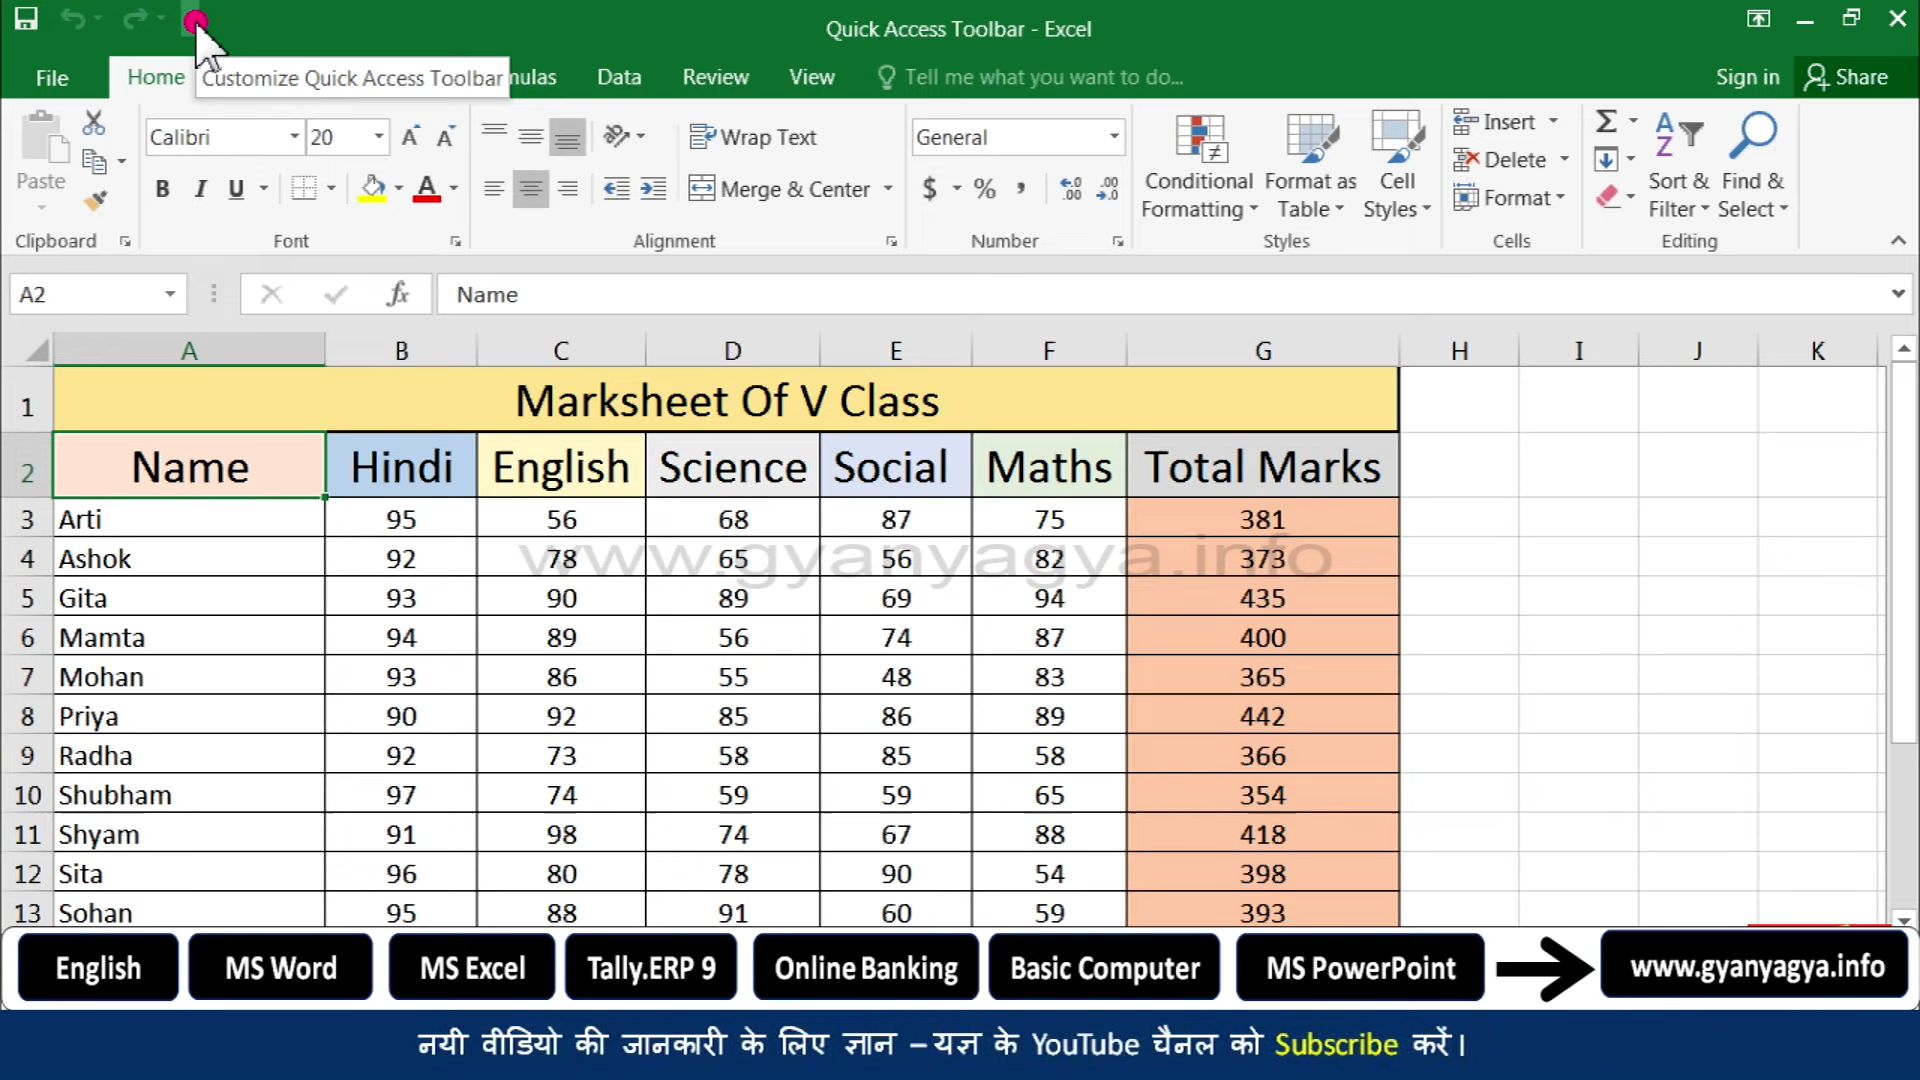 Quick Access Toolbar - Excel
File Home Customize Quick Access Toolbar mulas Data Review View Tell me what you want to do... Sign in Share
Calibri 20 Wrap Text General Insert
Paste B I U Merge & Center $ % , Conditional Formatting Format as Table Cell Styles Delete Format Sort & Filter Find & Select
Clipboard Font Alignment Number Styles Cells Editing
A2 fx Name
A B C D E F G H I J K
1 Marksheet Of V Class
2 Name Hindi English Science Social Maths Total Marks
3 Arti 95 56 68 87 75 381
4 Ashok 92 78 65 56 82 373
www.gyanyagya.info
5 Gita 93 90 89 69 94 435
6 Mamta 94 89 56 74 87 400
7 Mohan 93 86 55 48 83 365
8 Priya 90 92 85 86 89 442
9 Radha 92 73 58 85 58 366
10 Shubham 97 74 59 59 65 354
11 Shyam 91 98 74 67 88 418
12 Sita 96 80 78 90 54 398
13 Sohan 95 88 91 60 59 393
English MS Word MS Excel Tally.ERP 9 Online Banking Basic Computer MS PowerPoint www.gyanyagya.info
नयी वीडियो की जानकारी के लिए ज्ञान – यज्ञ के YouTube चैनल को Subscribe करें।